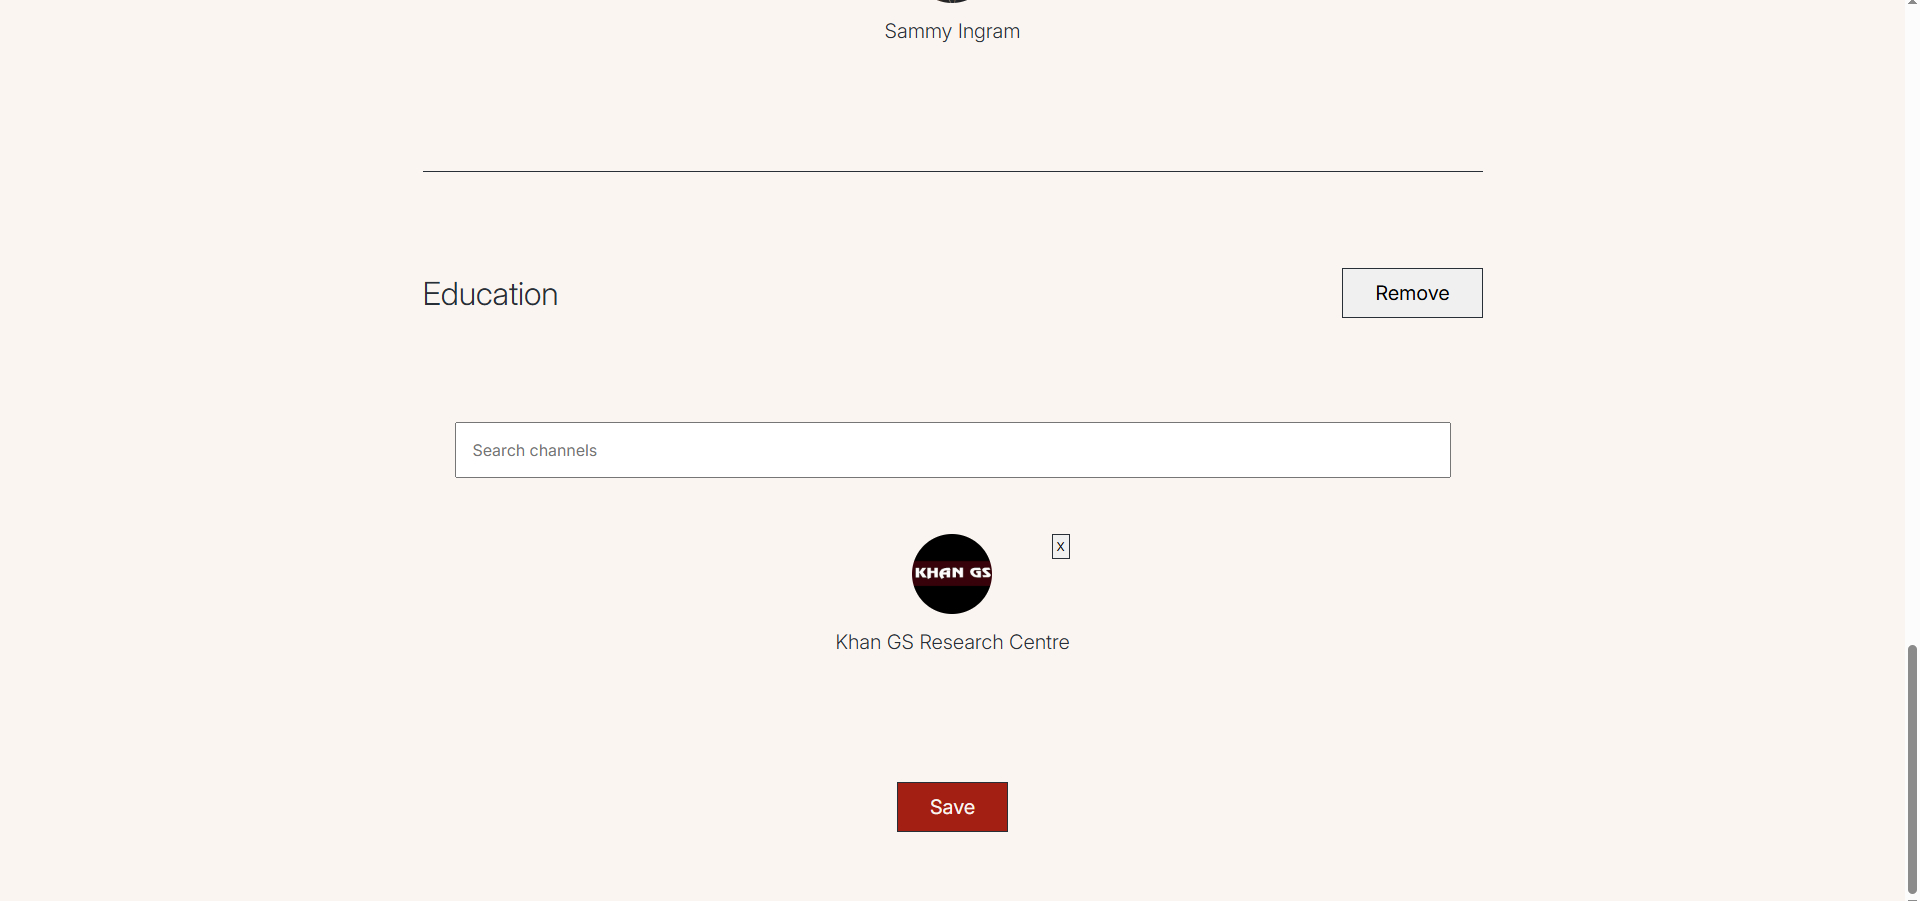 Sammy Ingram
Education
Remove
Search channels
x
KHAN GS
Khan GS Research Centre
Save